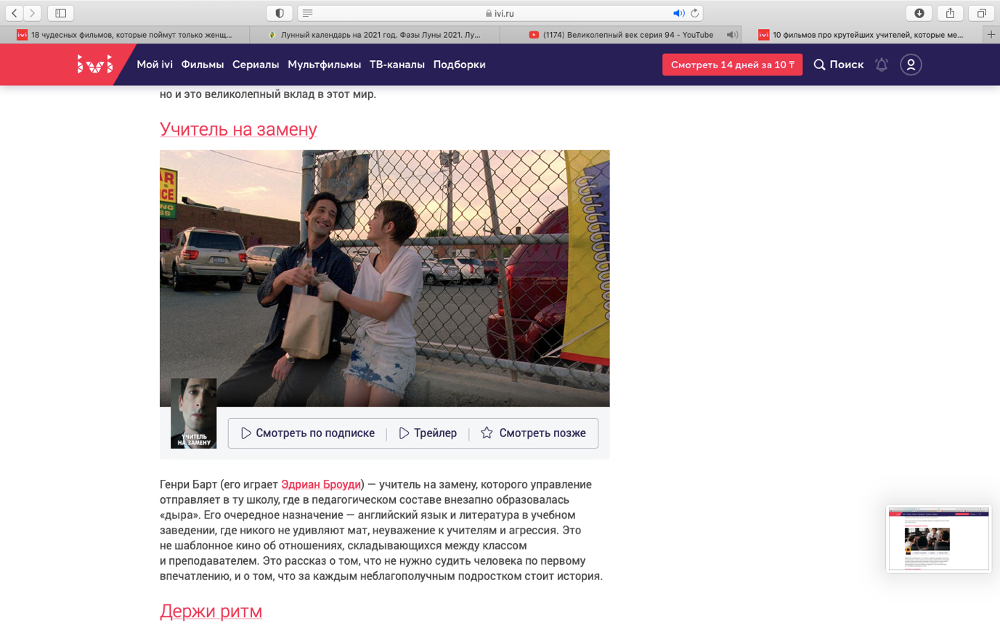 ivi.ru
18 чудесных фильмов, которые поймут только женщ...
Лунный календарь на 2021 год. Фазы Луны 2021. Лу...
(1174) Великолепный век серия 94 - YouTube
10 фильмов про крутейших учителей, которые ме...
ivi
Мой ivi
Фильмы
Сериалы
Мультфильмы
ТВ-каналы
Подборки
Смотреть 14 дней за 10 ₸
Поиск
но и это великолепный вклад в этот мир.
Учитель на замену
УЧИТЕЛЬ
НА ЗАМЕНУ
Смотреть по подписке
Трейлер
Смотреть позже
Генри Барт (его играет Эдриан Броуди) — учитель на замену, которого управление
отправляет в ту школу, где в педагогическом составе внезапно образовалась
«дыра». Его очередное назначение — английский язык и литература в учебном
заведении, где никого не удивляют мат, неуважение к учителям и агрессия. Это
не шаблонное кино об отношениях, складывающихся между классом
и преподавателем. Это рассказ о том, что не нужно судить человека по первому
впечатлению, и о том, что за каждым неблагополучным подростком стоит история.
Держи ритм